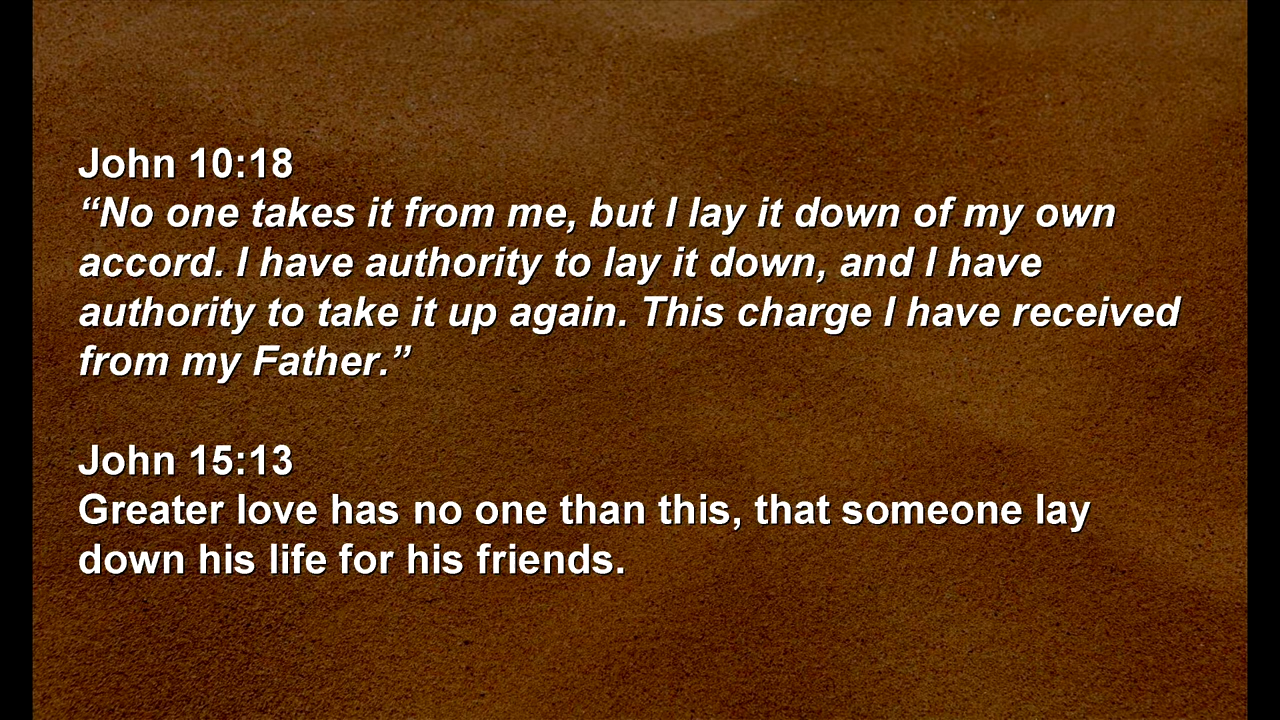 John 10:18
“No one takes it from me, but I lay it down of my own
accord. I have authority to lay it down, and I have
authority to take it up again. This charge I have received
from my Father.”
John 15:13
Greater love has no one than this, that someone lay
down his life for his friends.